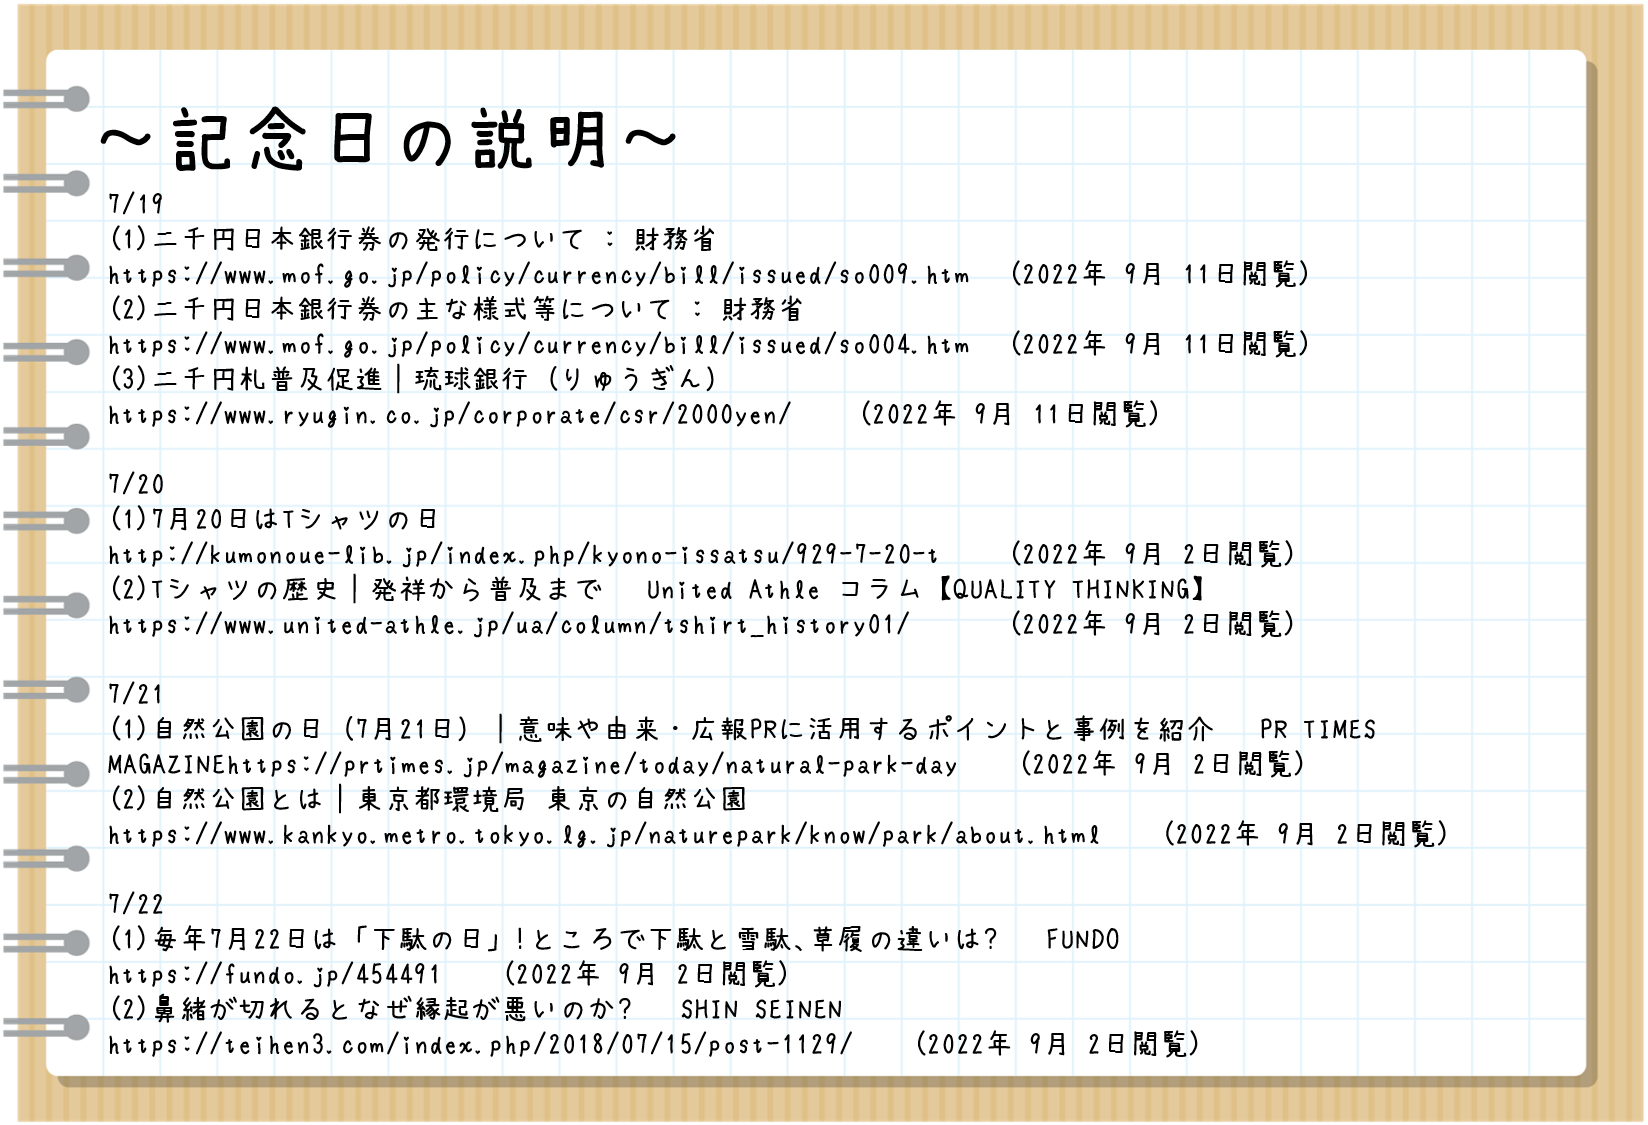 ～記念日の説明～
7/19
(1)二千円日本銀行券の発行について : 財務省
https://www.mof.go.jp/policy/currency/bill/issued/so009.htm (2022年 9月 11日閲覧)
(2)二千円日本銀行券の主な様式等について : 財務省
https://www.mof.go.jp/policy/currency/bill/issued/so004.htm (2022年 9月 11日閲覧)
(3)二千円札普及促進|琉球銀行 (りゅうぎん)
https://www.ryugin.co.jp/corporate/csr/2000yen/ (2022年 9月 11日閲覧)
7/20
(1)7月20日はTシャツの日
http://kumonoue-lib.jp/index.php/kyono-issatsu/929-7-20-t (2022年 9月 2日閲覧)
(2)Tシャツの歴史|発祥から普及まで United Athle コラム【QUALITY THINKING】
https://www.united-athle.jp/ua/column/tshirt_history01/ (2022年 9月 2日閲覧)
7/21
(1)自然公園の日 (7月21日) |意味や由来・広報PRに活用するポイントと事例を紹介 PR TIMES
MAGAZINEhttps://prtimes.jp/magazine/today/natural-park-day (2022年 9月 2日閲覧)
(2)自然公園とは|東京都環境局 東京の自然公園
https://www.kankyo.metro.tokyo.lg.jp/naturepark/know/park/about.html (2022年 9月 2日閲覧)
7/22
(1)毎年7月22日は「下駄の日」!ところで下駄と雪駄、草履の違いは? FUNDO
https://fundo.jp/454491 (2022年 9月 2日閲覧)
(2)鼻緒が切れるとなぜ縁起が悪いのか? SHIN SEINEN
https://teihen3.com/index.php/2018/07/15/post-1129/ (2022年 9月 2日閲覧)